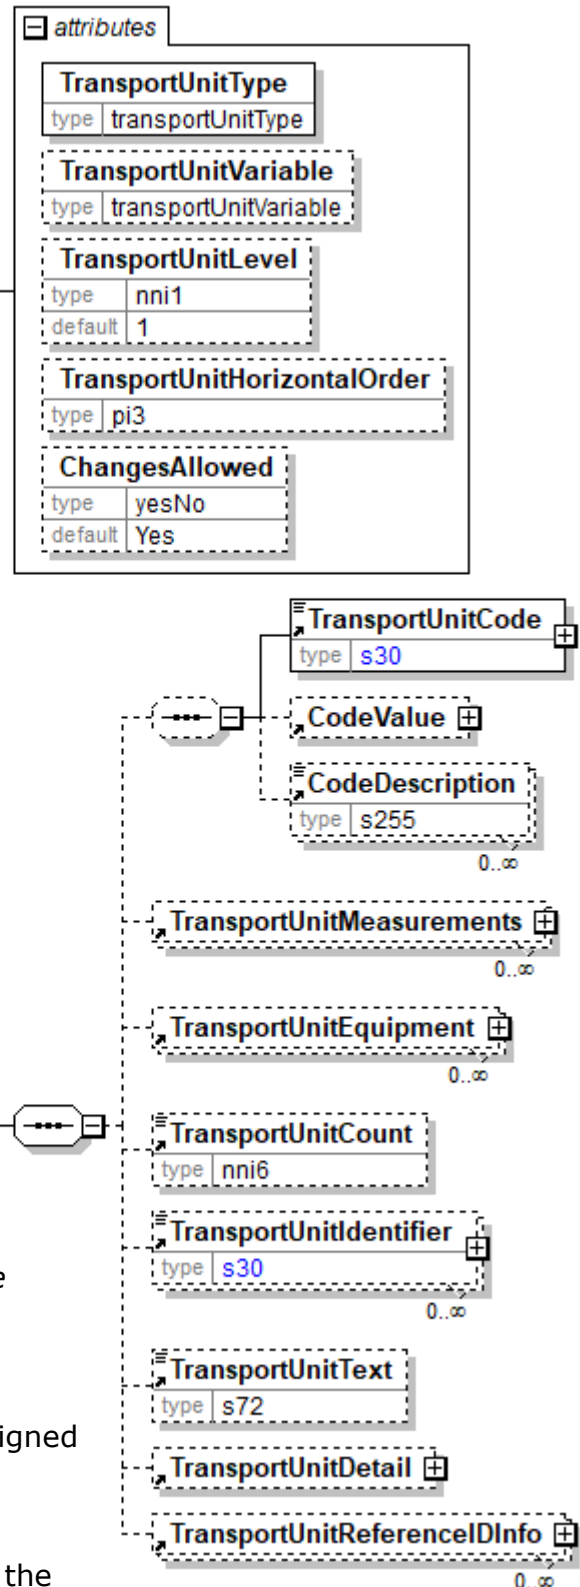 attributes
TransportUnitType
type transportUnitType
TransportUnitVariable
type transportUnitVariable
TransportUnitLevel
type nni1
default 1
TransportUnitHorizontalOrder
type pi3
ChangesAllowed
type yesNo
default Yes
TransportUnitCode
type s30
CodeValue
CodeDescription
type s255
0..∞
TransportUnitMeasurements
0..∞
TransportUnitEquipment
0..∞
TransportUnitCount
type nni6
TransportUnitIdentifier
type s30
e
0..∞
TransportUnitText
type s72
igned
TransportUnitDetail
TransportUnitReferenceIDInfo
the
0..∞